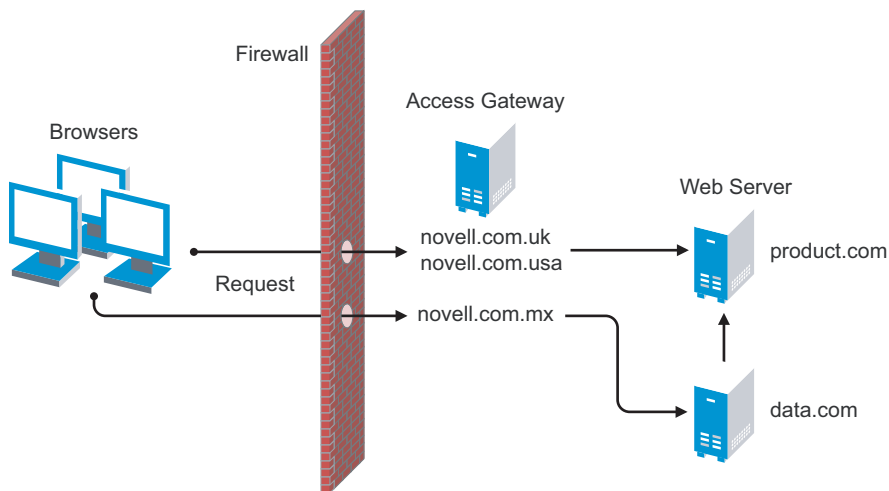 Firewall
Access Gateway
Browsers
Web Server
novell.com.uk
novell.com.usa
product.com
Request
novell.com.mx
data.com